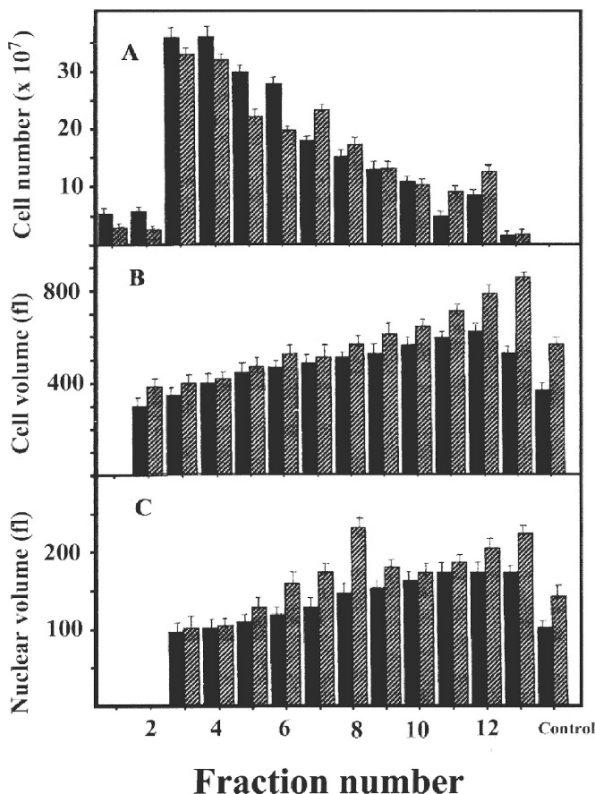 A
Cell number (x 10⁷)
30
20
10
B
Cell volume (fl)
800
400
C
Nuclear volume (fl)
200
100
2 4 6 8 10 12 Control
Fraction number